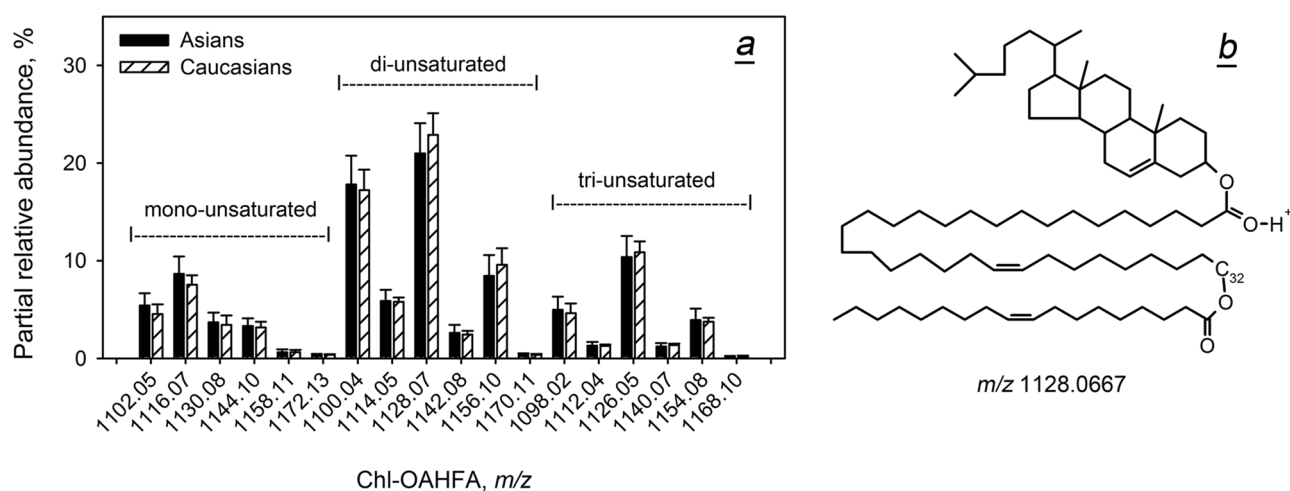 Partial relative abundance, %
30
20
10
0
Asians
Caucasians
a
di-unsaturated
mono-unsaturated
tri-unsaturated
1102.05
1116.07
1130.08
1144.10
1158.11
1172.13
1100.04
1114.05
1128.07
1142.08
1156.10
1170.11
1098.02
1112.04
1126.05
1140.07
1154.08
1168.10
Chl-OAHFA, m/z
b
O
O-H+
C32
O
O
m/z 1128.0667